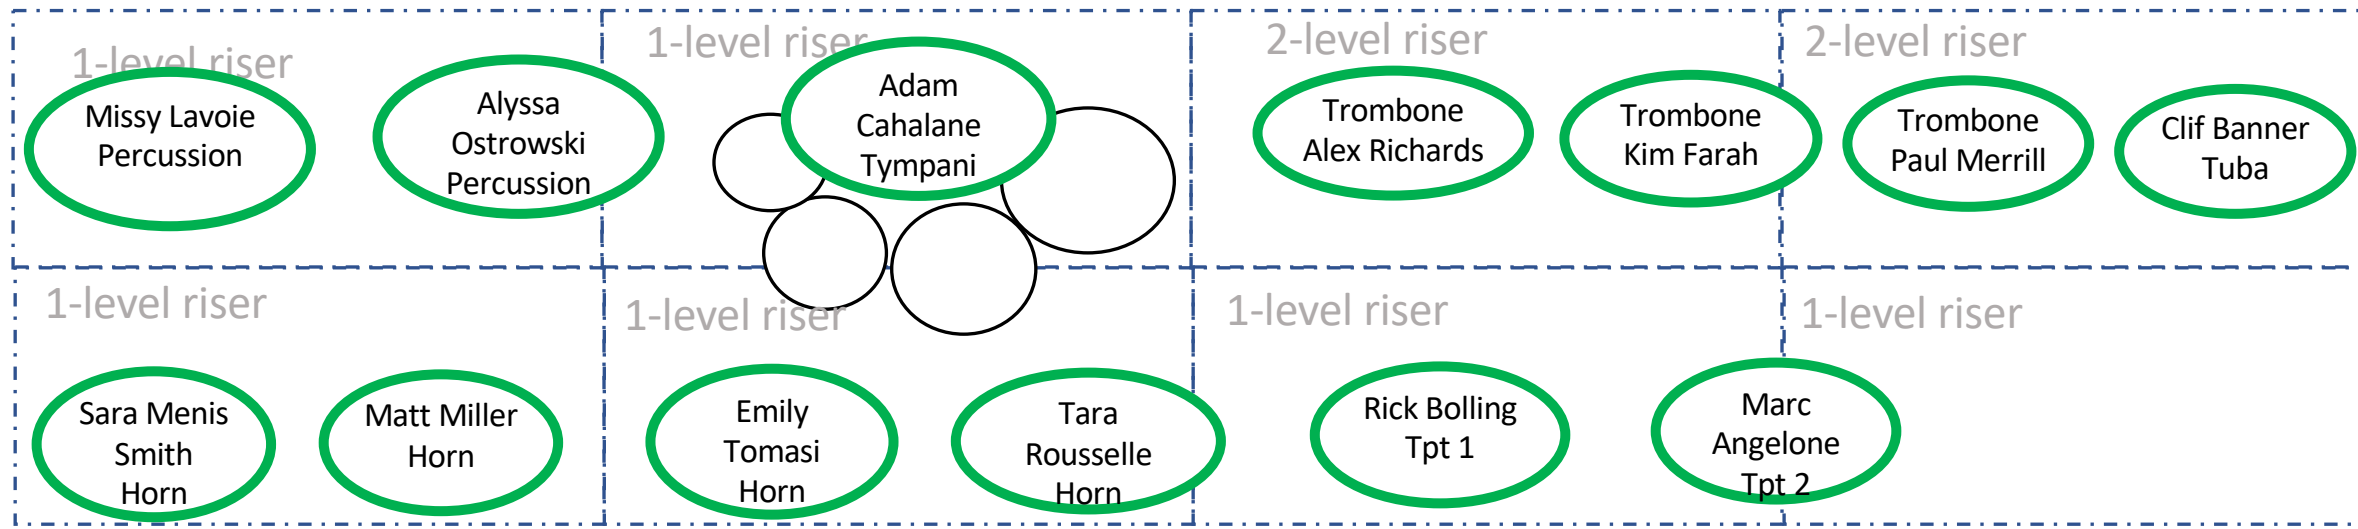 1-level riser
1-level riser
2-level riser
2-level riser
Missy Lavoie
Percussion
Alyssa
Ostrowski
Percussion
Adam
Cahalane
Tympani
Trombone
Alex Richards
Trombone
Kim Farah
Trombone
Paul Merrill
Clif Banner
Tuba
1-level riser
1-level riser
1-level riser
1-level riser
Sara Menis
Smith
Horn
Matt Miller
Horn
Emily
Tomasi
Horn
Tara
Rousselle
Horn
Rick Bolling
Tpt 1
Marc
Angelone
Tpt 2